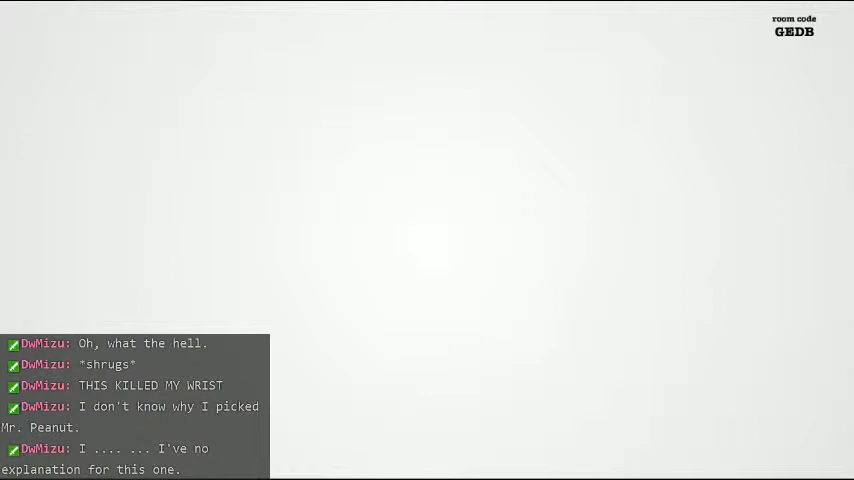 room code
GEDB
DwMizu: Oh, what the hell.
DwMizu: *shrugs*
DwMizu: THIS KILLED MY WRIST
DwMizu: I don't know why I picked
Mr. Peanut.
DwMizu: I .... ... I've no
explanation for this one.